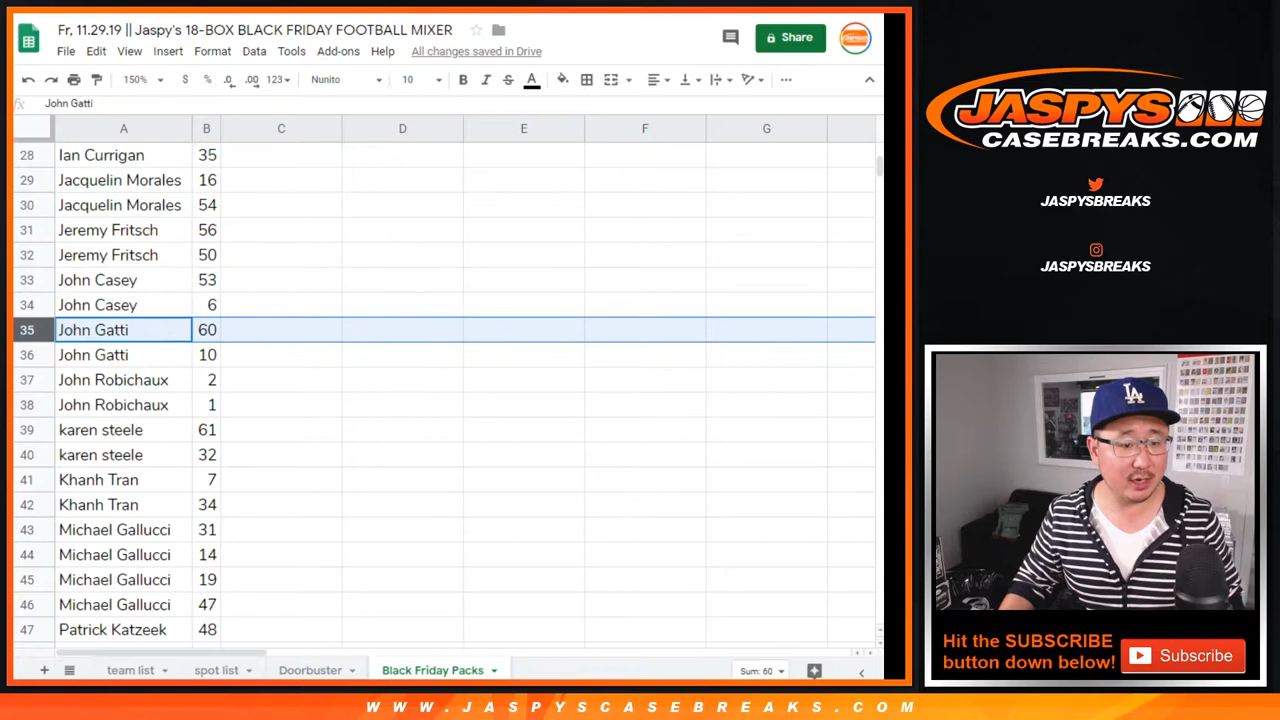 Fr, 11.29.19 || Jaspy's 18-BOX BLACK FRIDAY FOOTBALL MIXER
File Edit View Insert Format Data Tools Add-ons Help All changes saved in Drive
Share
150% $ % .0 .00 123 Nunito 10 B I S A
fx John Gatti
A B C D E F G
28 Ian Currigan 35
29 Jacquelin Morales 16
30 Jacquelin Morales 54
31 Jeremy Fritsch 56
32 Jeremy Fritsch 50
33 John Casey 53
34 John Casey 6
35 John Gatti 60
36 John Gatti 10
37 John Robichaux 2
38 John Robichaux 1
39 karen steele 61
40 karen steele 32
41 Khanh Tran 7
42 Khanh Tran 34
43 Michael Gallucci 31
44 Michael Gallucci 14
45 Michael Gallucci 19
46 Michael Gallucci 47
47 Patrick Katzeek 48
team list spot list Doorbuster Black Friday Packs Sum: 60
JASPYS
CASEBREAKS.COM
JASPYSBREAKS
JASPYSBREAKS
LA
Hit the SUBSCRIBE
button down below!
Subscribe
WWW.JASPYSCASEBREAKS.COM